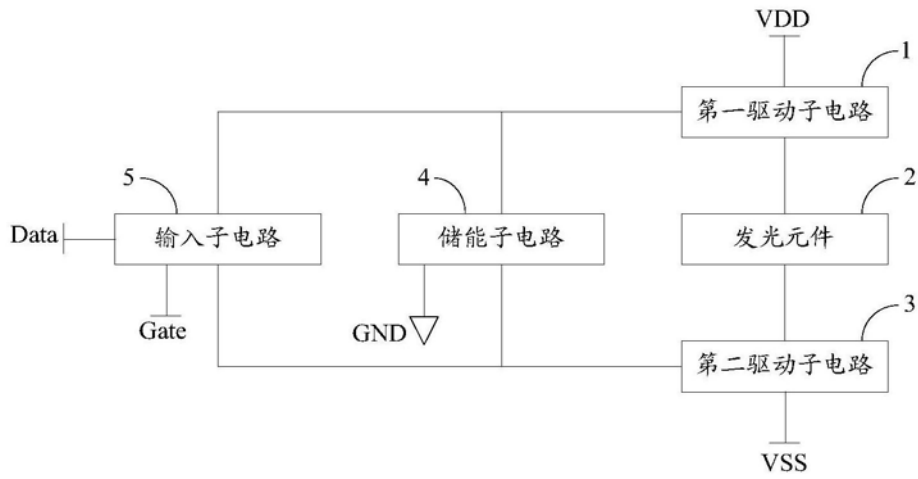 VDD
1
第一驱动子电路
5
4
2
Data
输入子电路
储能子电路
发光元件
Gate
GND
3
第二驱动子电路
VSS